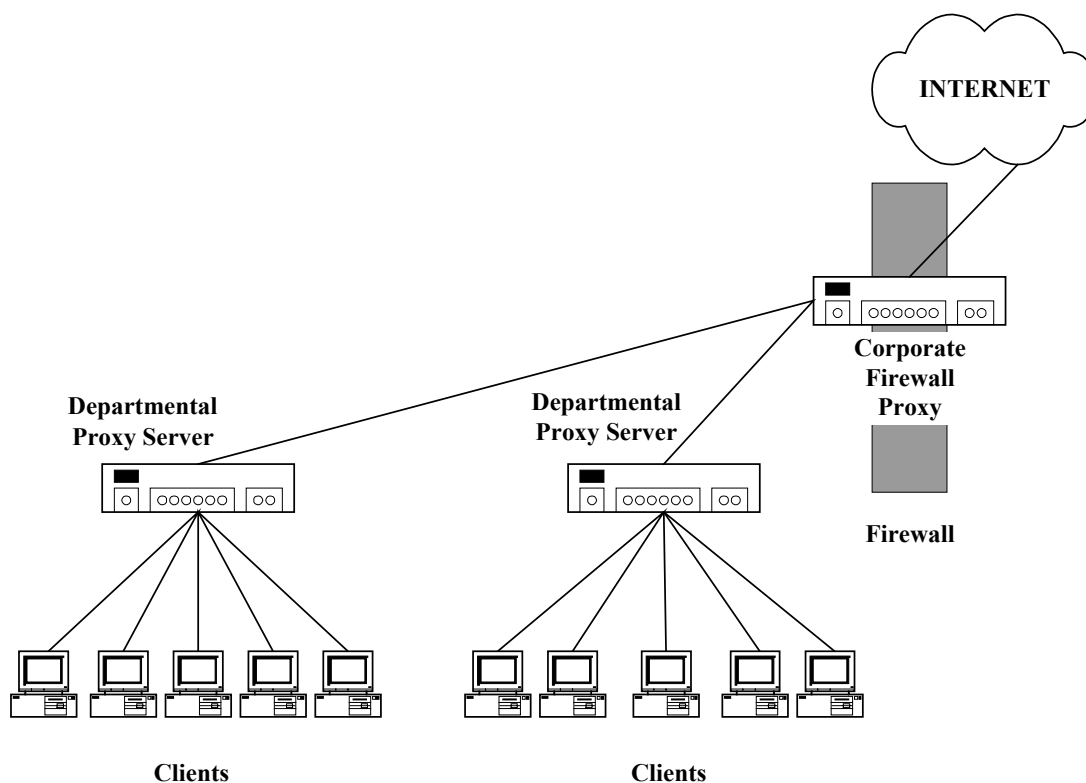 INTERNET
Corporate
Firewall
Proxy
Departmental
Proxy Server
Departmental
Proxy Server
Firewall
Clients
Clients